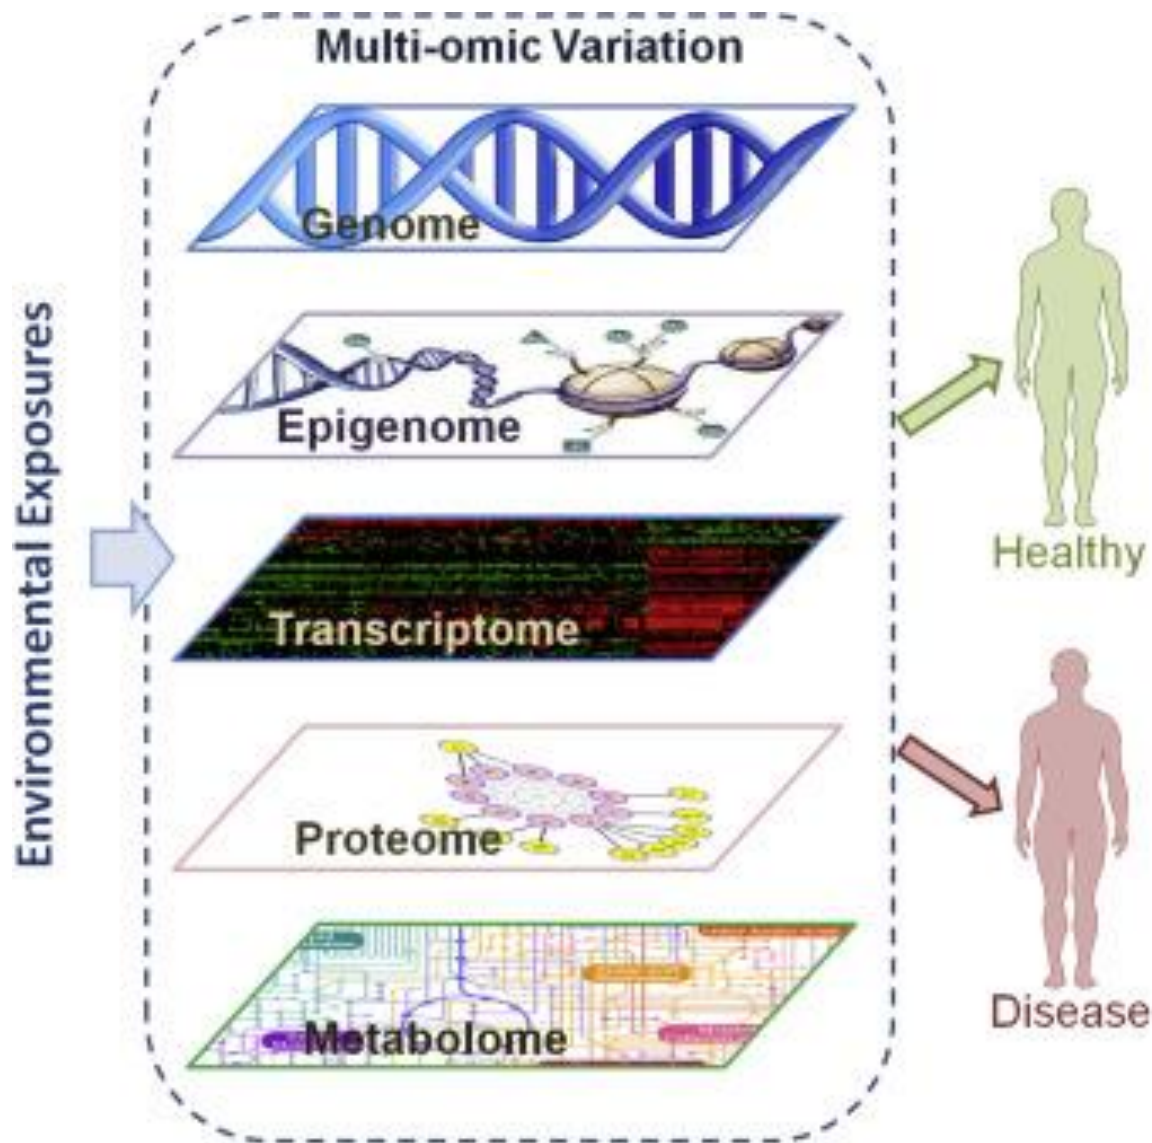 Multi-omic Variation
Genome
Epigenome
Transcriptome
Proteome
Metabolome
Environmental Exposures
Healthy
Disease